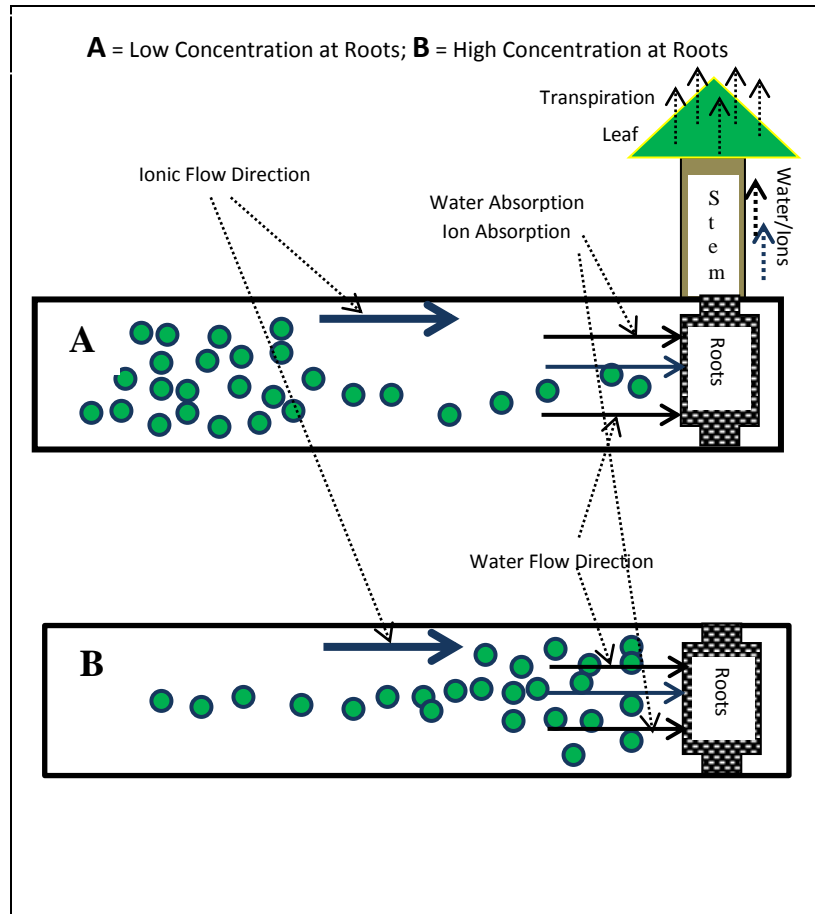 A = Low Concentration at Roots; B = High Concentration at Roots
Transpiration
Leaf
Ionic Flow Direction
Water Absorption
Ion Absorption
Water/Ions
Stem
A
Roots
Water Flow Direction
B
Roots